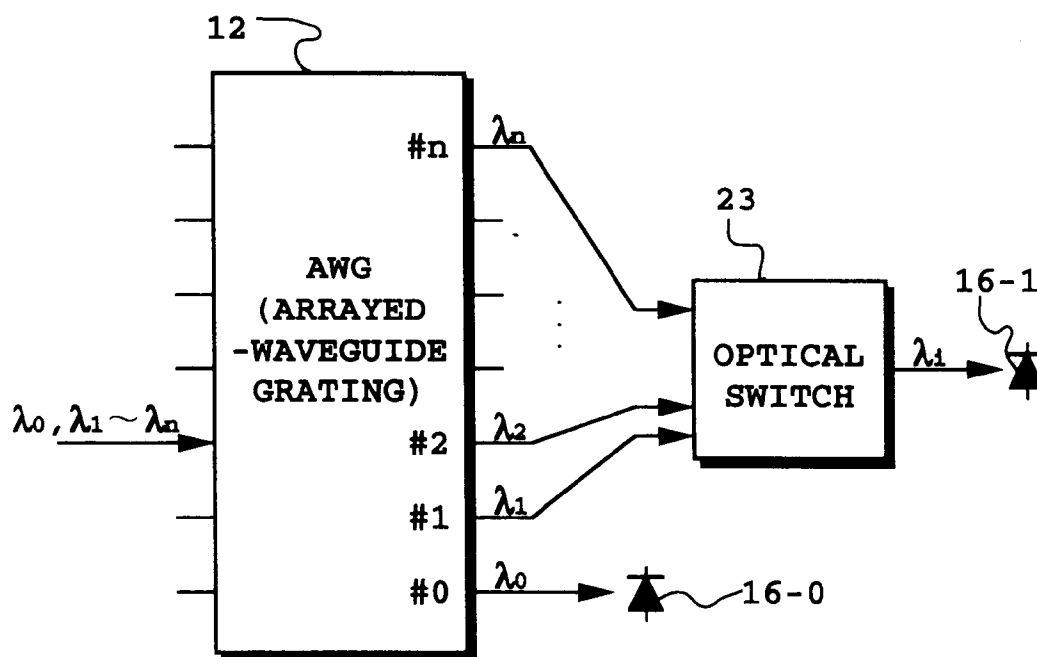 12
#n
λn
23
AWG
(ARRAYED
-WAVEGUIDE
GRATING)
16-1
OPTICAL
SWITCH
λi
λ0, λ1~λn
#2
λ2
#1
λ1
#0
λ0
16-0